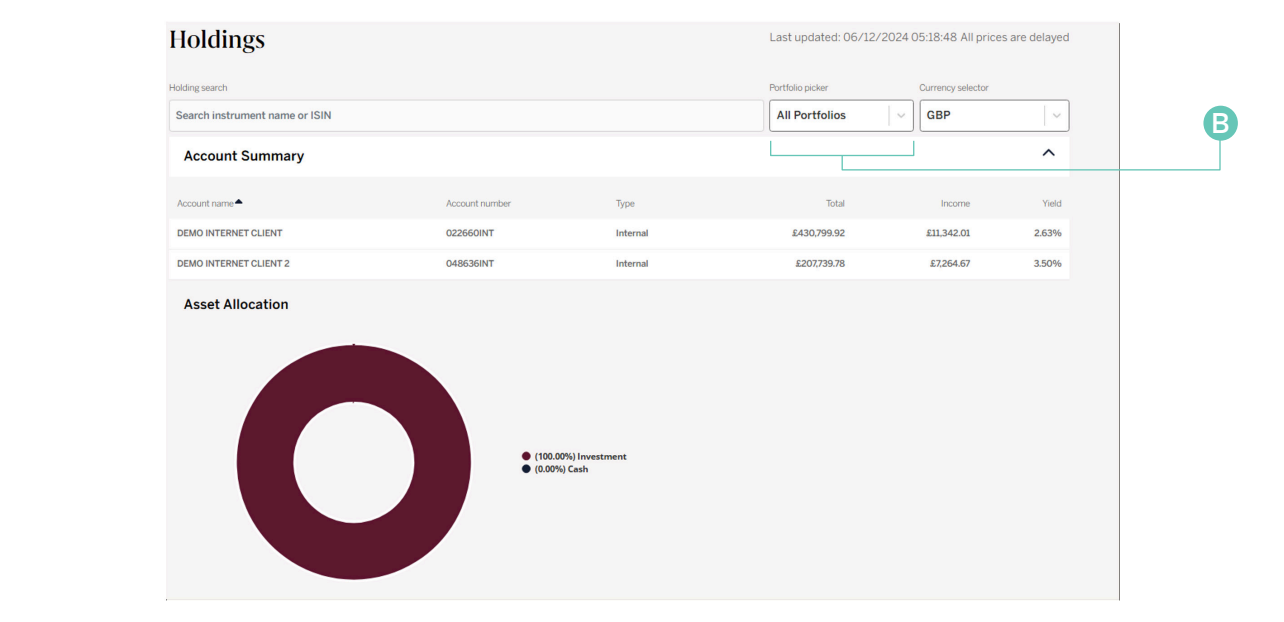 Holdings
Last updated: 06/12/2024 05:18:48 All prices are delayed
Holding search
Portfolio picker
Currency selector
Search instrument name or ISIN
All Portfolios
GBP
B
Account Summary
Account name Account number Type Total Income Yield
DEMO INTERNET CLIENT 022660INT Internal £430,799.92 £11,342.01 2.63%
DEMO INTERNET CLIENT 2 048636INT Internal £207,739.78 £7,264.67 3.50%
Asset Allocation
(100.00%) Investment
(0.00%) Cash